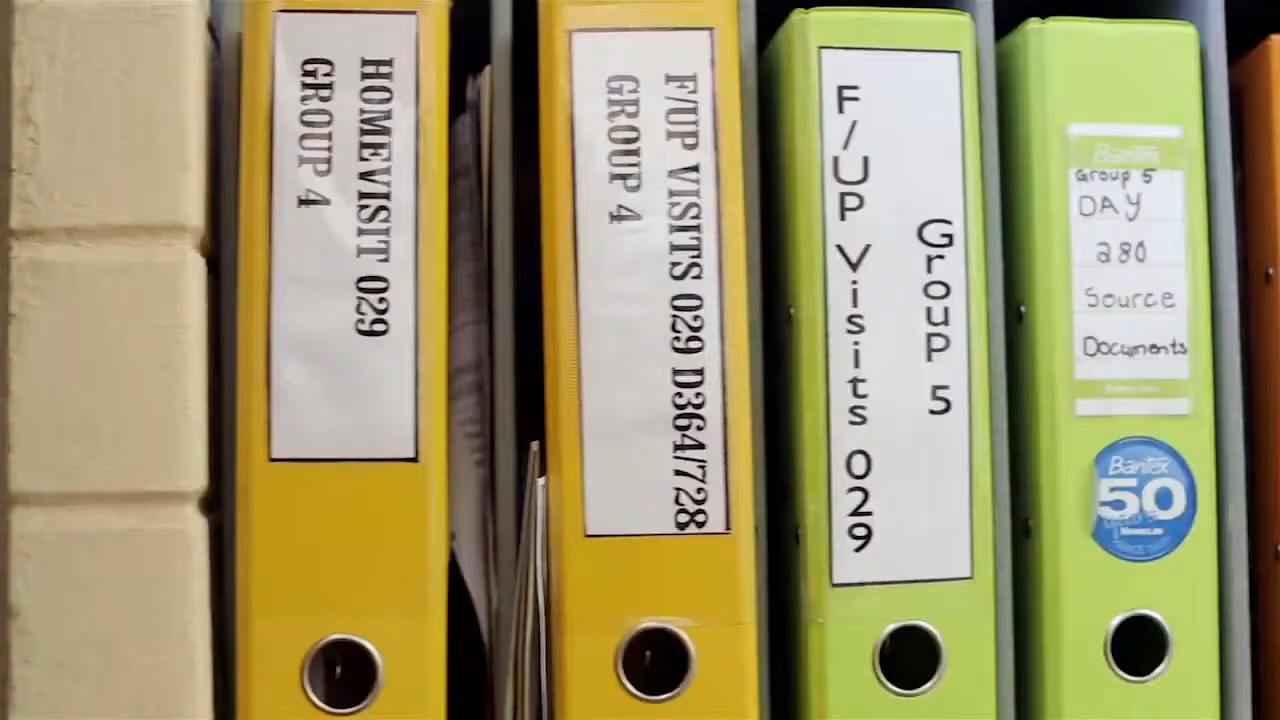 HOMEVISIT 029
GROUP 4
F/UP VISITS 029 D364/728
GROUP 4
Group 5
F/UP Visits 029
Bantex
Group 5
DAY
280
Source
Documents
Bantex
50